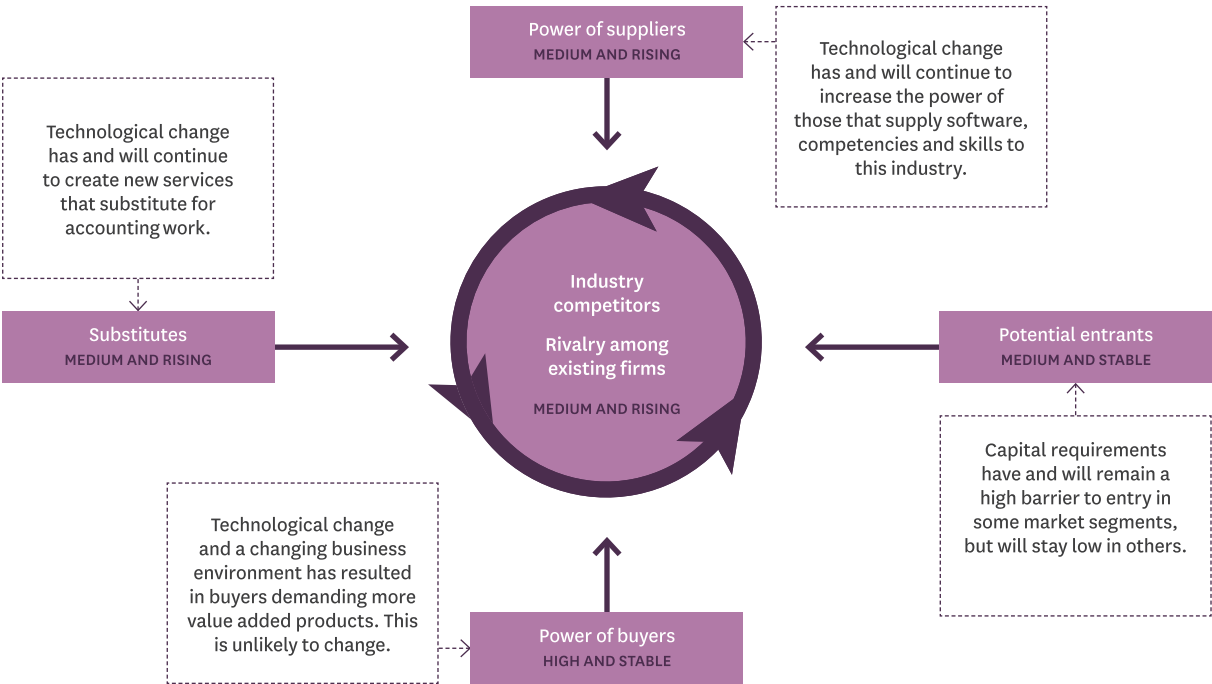 Power of suppliers
MEDIUM AND RISING
Technological change
has and will continue to
increase the power of
those that supply software,
competencies and skills to
this industry.
Technological change
has and will continue
to create new services
that substitute for
accounting work.
Substitutes
MEDIUM AND RISING
Industry
competitors
Rivalry among
existing firms
MEDIUM AND RISING
Potential entrants
MEDIUM AND STABLE
Capital requirements
have and will remain a
high barrier to entry in
some market segments,
but will stay low in others.
Technological change
and a changing business
environment has resulted
in buyers demanding more
value added products. This
is unlikely to change.
Power of buyers
HIGH AND STABLE